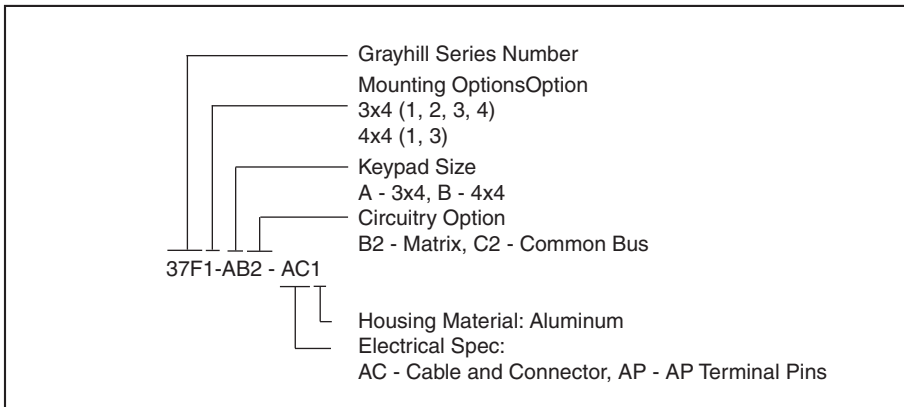 Grayhill Series Number
Mounting OptionsOption
3x4 (1, 2, 3, 4)
4x4 (1, 3)
Keypad Size
A - 3x4, B - 4x4
Circuitry Option
B2 - Matrix, C2 - Common Bus
37F1-AB2 - AC1
Housing Material: Aluminum
Electrical Spec:
AC - Cable and Connector, AP - AP Terminal Pins